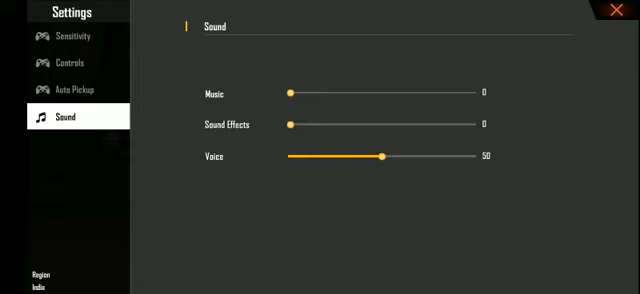 Settings
Sensitivity
Controls
Auto Pickup
Sound
Region
India
Sound
Music 0
Sound Effects 0
Voice 50